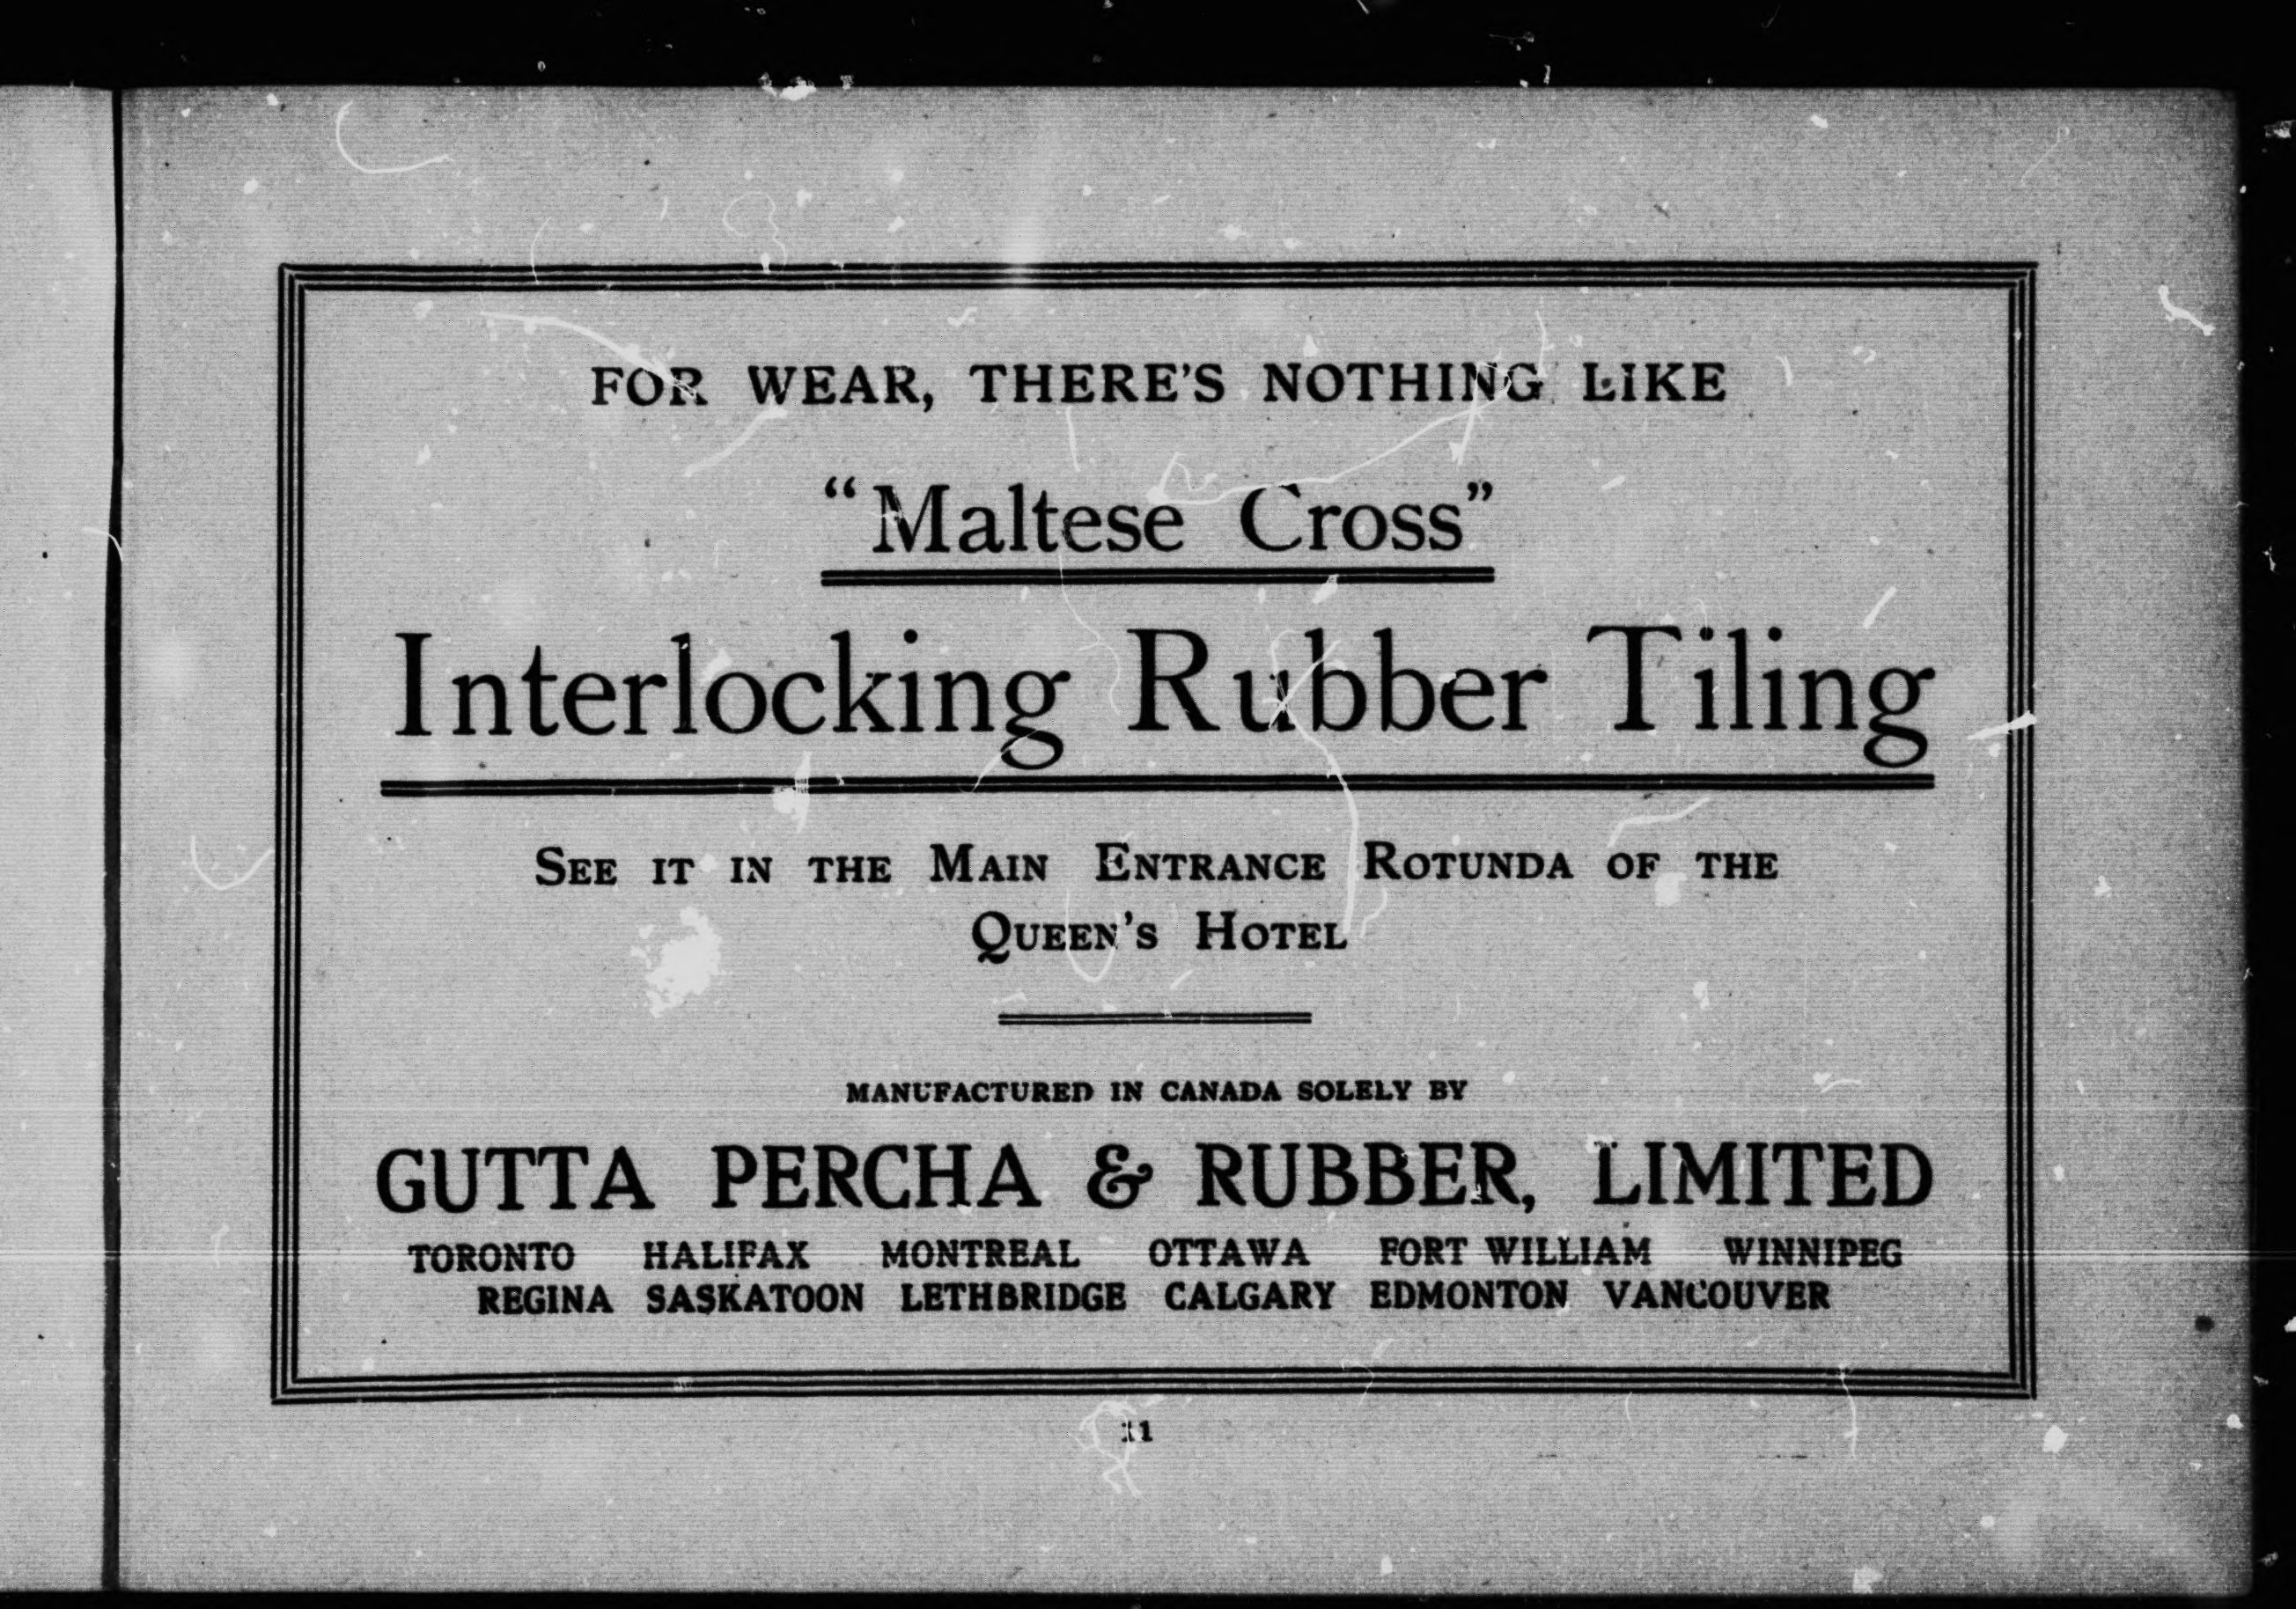 FOR WEAR, THERE'S NOTHING LIKE
"Maltese Cross"
Interlocking Rubber Tiling
SEE IT IN THE MAIN ENTRANCE ROTUNDA OF THE
QUEEN'S HOTEL
MANUFACTURED IN CANADA SOLELY BY
GUTTA PERCHA & RUBBER, LIMITED
TORONTO HALIFAX MONTREAL OTTAWA FORT WILLIAM WINNIPEG
REGINA SASKATOON LETHBRIDGE CALGARY EDMONTON VANCOUVER
11